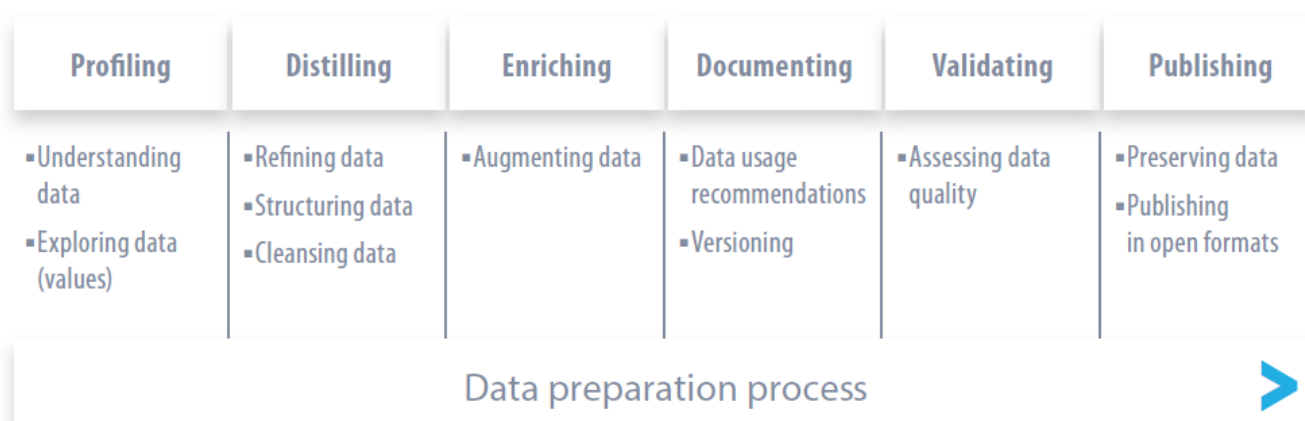 Profiling
Distilling
Enriching
Documenting
Validating
Publishing
▪Understanding
data
▪Exploring data
(values)
▪Refining data
▪Structuring data
▪Cleansing data
▪Augmenting data
▪Data usage
recommendations
▪Versioning
▪Assessing data
quality
▪Preserving data
▪Publishing
in open formats
Data preparation process